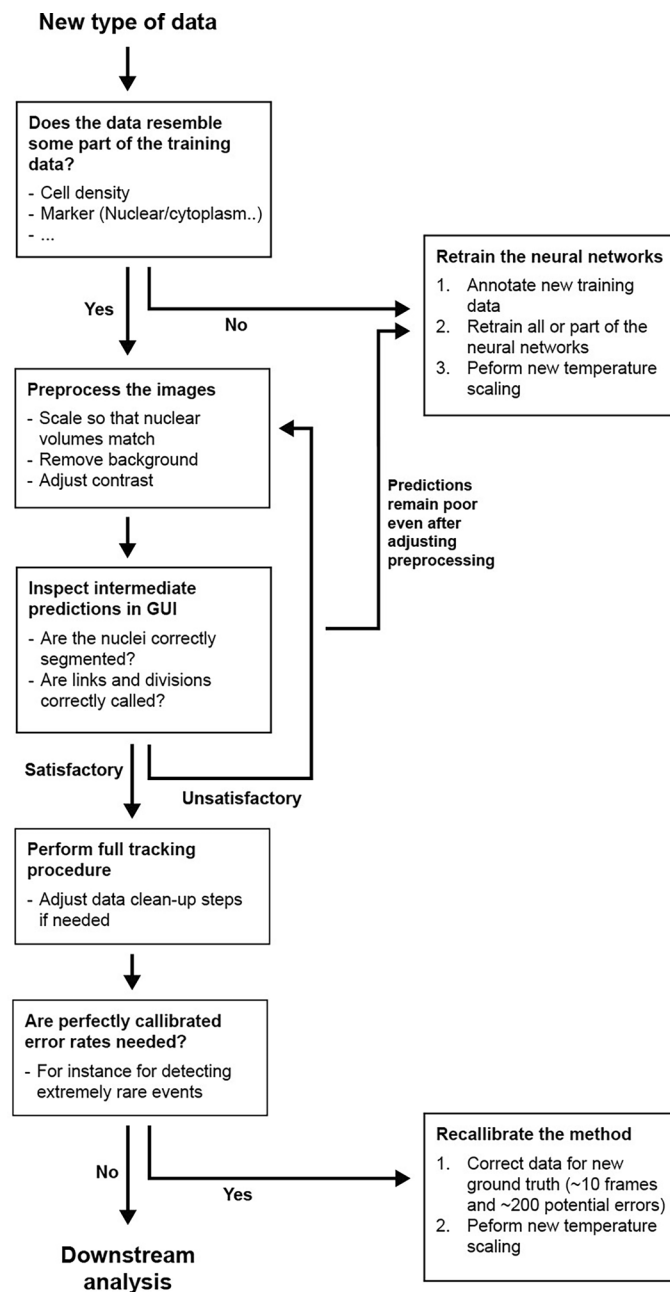 New type of data
Does the data resemble
some part of the training
data?
- Cell density
- Marker (Nuclear/cytoplasm..)
- ...
Yes
No
Retrain the neural networks
1. Annotate new training
data
2. Retrain all or part of the
neural networks
3. Peform new temperature
scaling
Preprocess the images
- Scale so that nuclear
volumes match
- Remove background
- Adjust contrast
Predictions
remain poor
even after
adjusting
preprocessing
Inspect intermediate
predictions in GUI
- Are the nuclei correctly
segmented?
- Are links and divisions
correctly called?
Satisfactory
Unsatisfactory
Perform full tracking
procedure
- Adjust data clean-up steps
if needed
Are perfectly callibrated
error rates needed?
- For instance for detecting
extremely rare events
No
Yes
Recallibrate the method
1. Correct data for new
ground truth (~10 frames
and ~200 potential errors)
2. Peform new temperature
scaling
Downstream
analysis